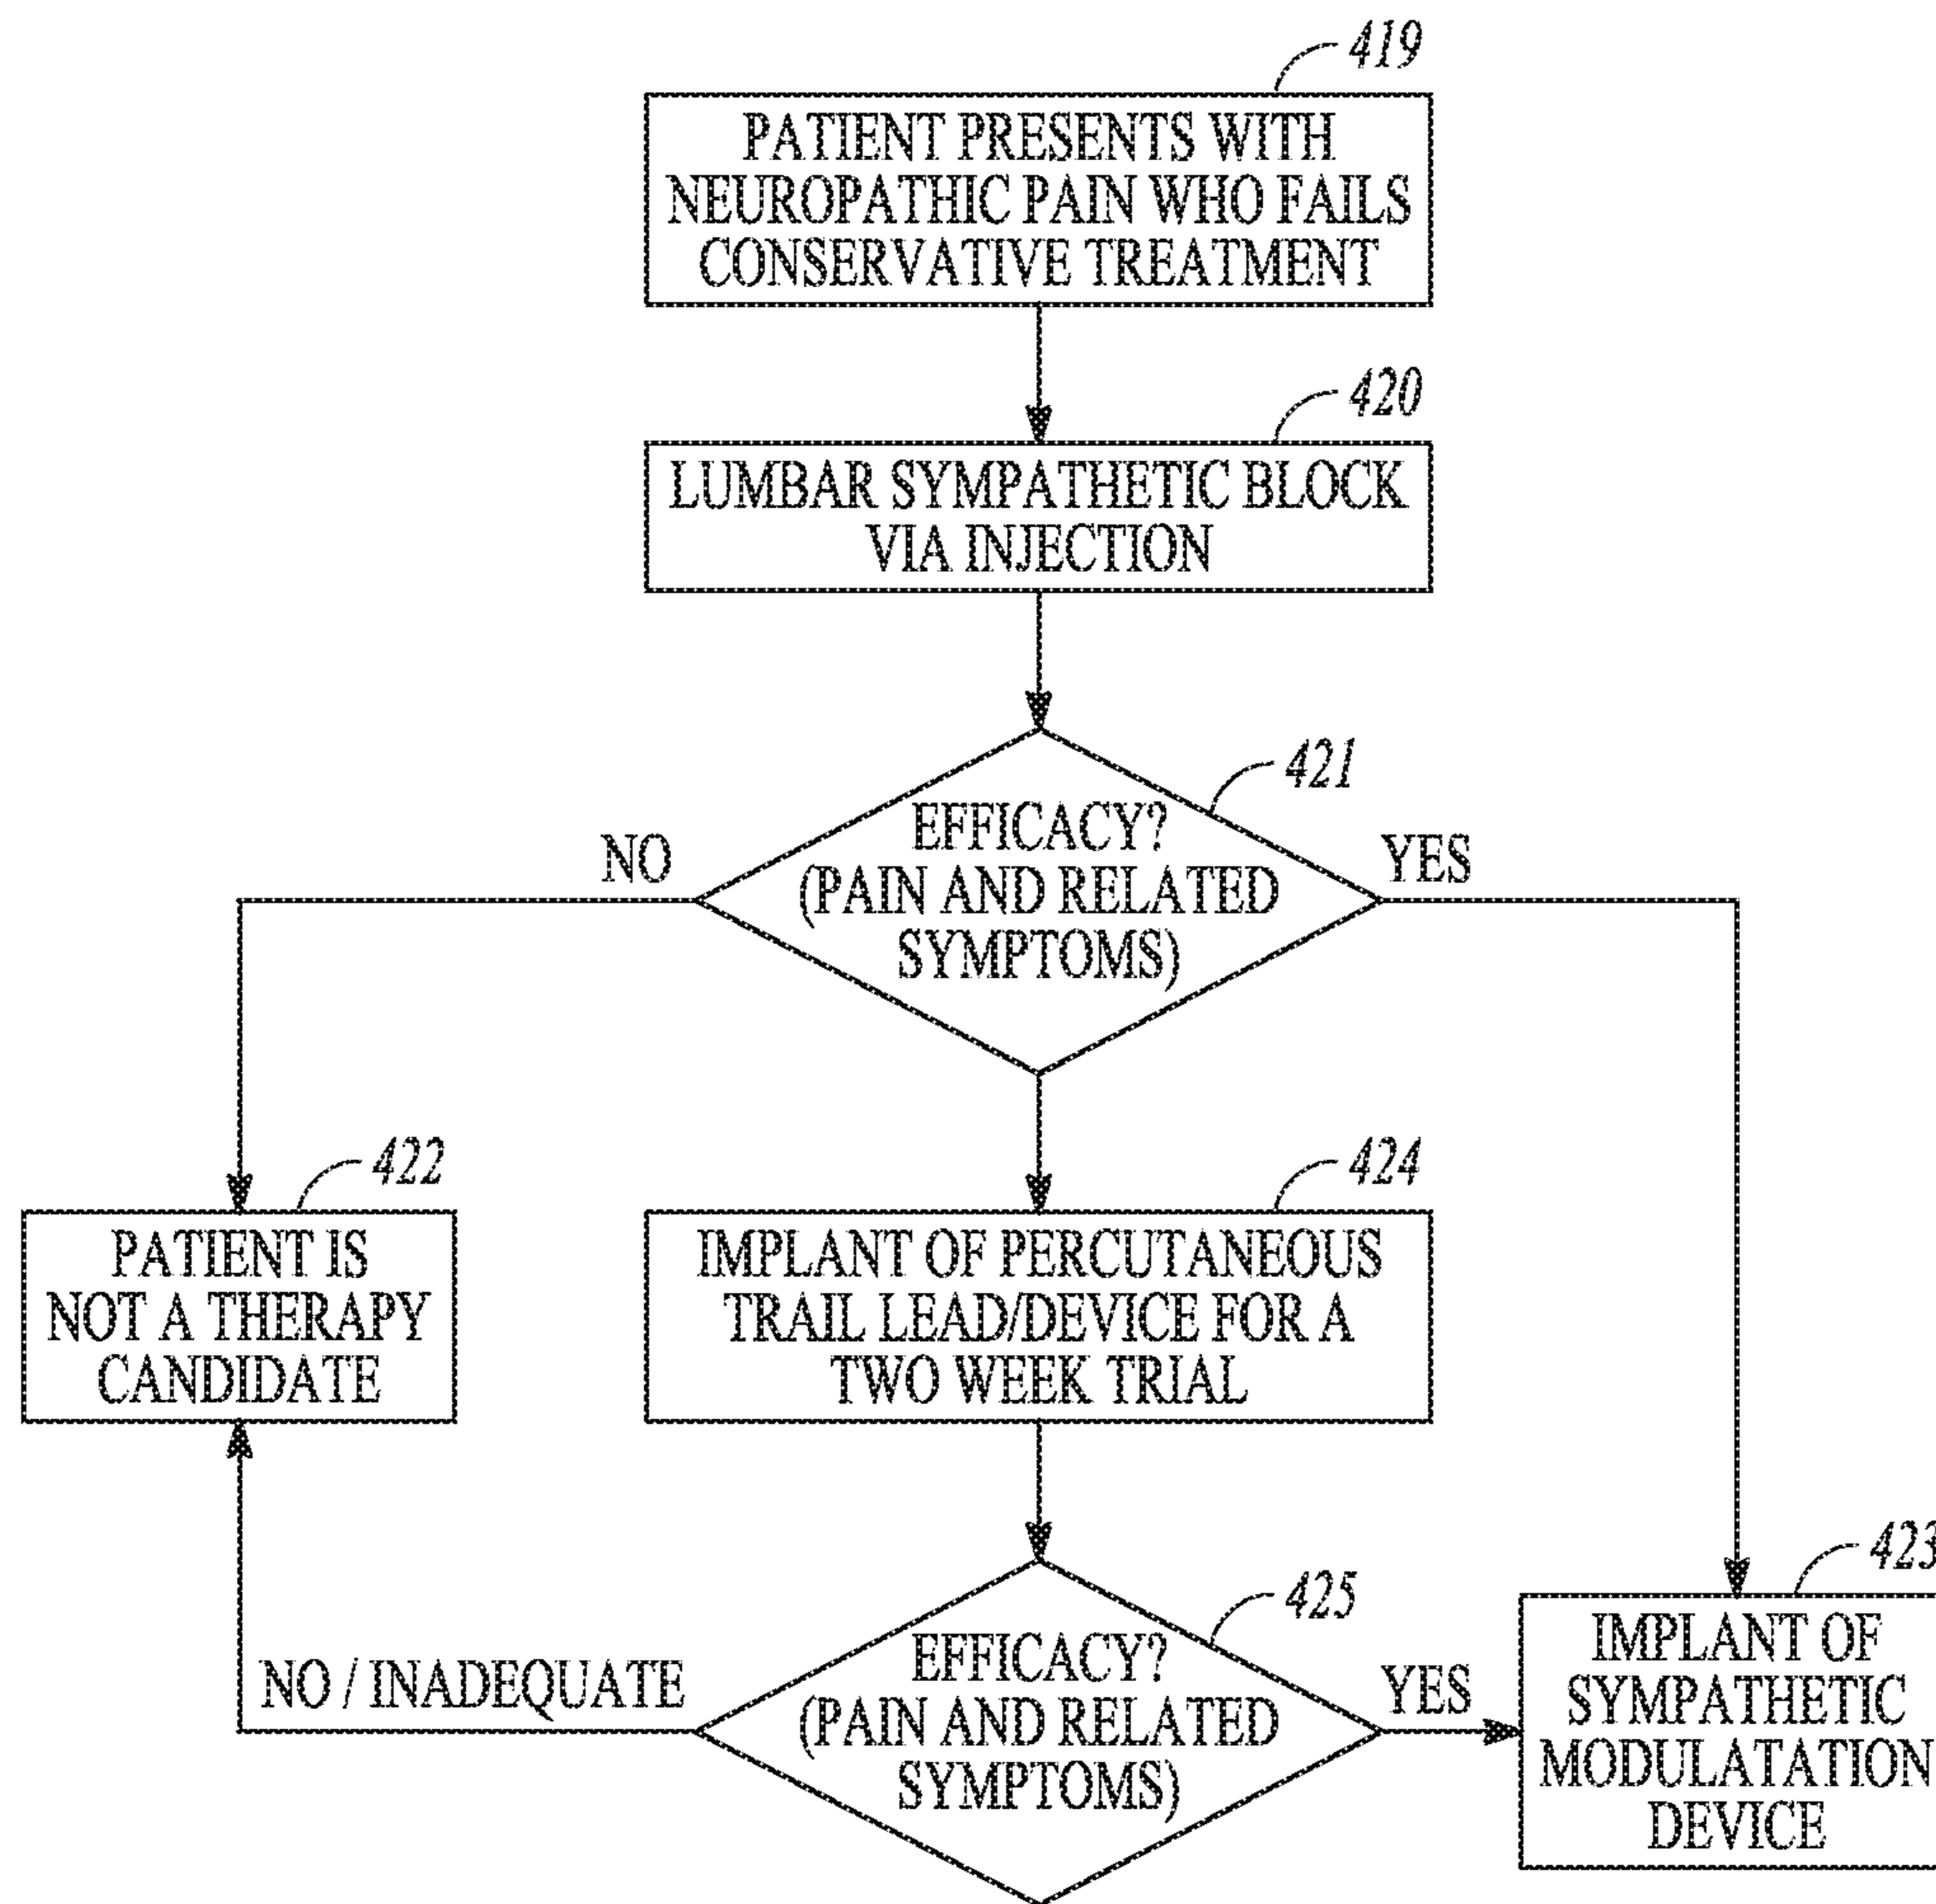 419
PATIENT PRESENTS WITH
NEUROPATHIC PAIN WHO FAILS
CONSERVATIVE TREATMENT
420
LUMBAR SYMPATHETIC BLOCK
VIA INJECTION
421
EFFICACY?
(PAIN AND RELATED
SYMPTOMS)
NO
YES
422
PATIENT IS
NOT A THERAPY
CANDIDATE
424
IMPLANT OF PERCUTANEOUS
TRAIL LEAD/DEVICE FOR A
TWO WEEK TRIAL
425
EFFICACY?
(PAIN AND RELATED
SYMPTOMS)
NO / INADEQUATE
YES
423
IMPLANT OF
SYMPATHETIC
MODULATATION
DEVICE